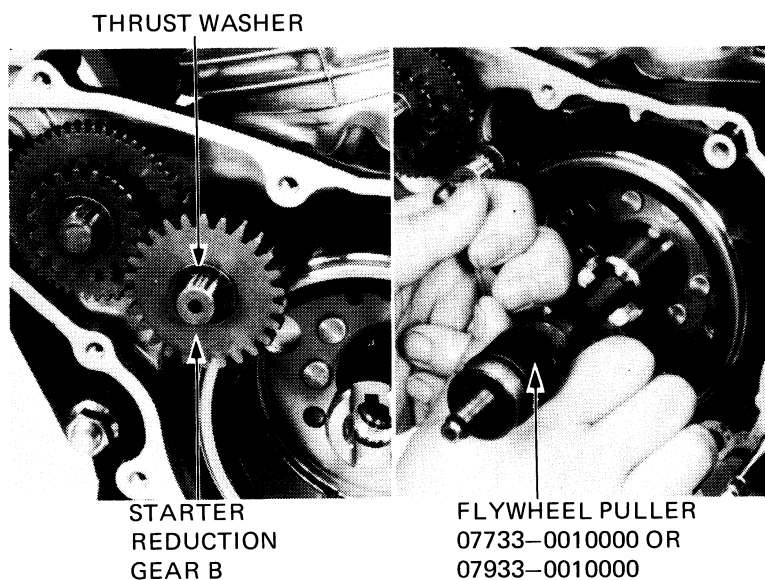 THRUST WASHER
STARTER
REDUCTION
GEAR B
FLYWHEEL PULLER
07733–0010000 OR
07933–0010000